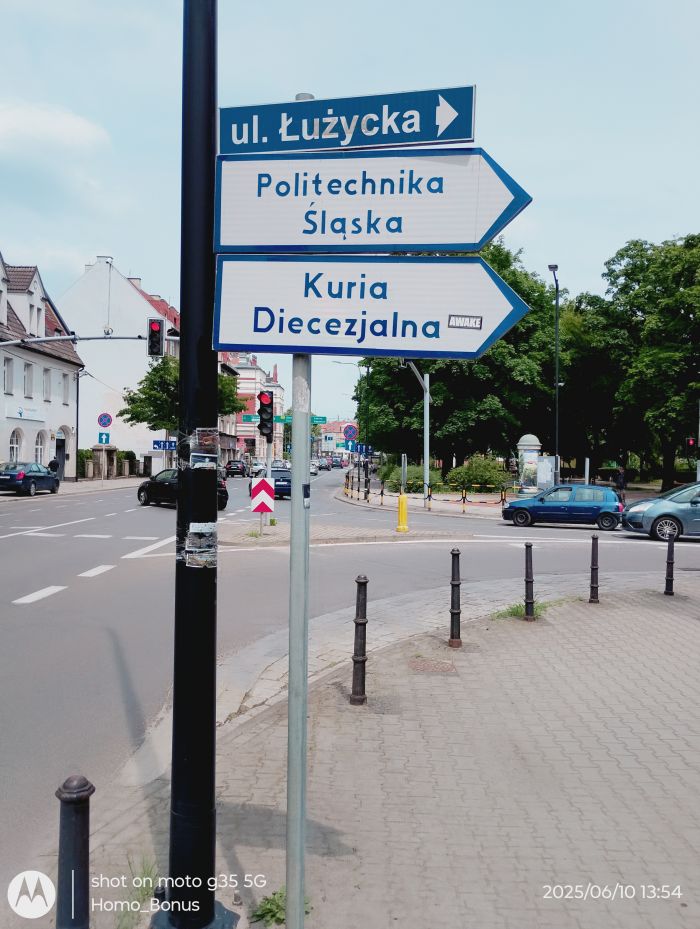 ul. Łużycka
Politechnika
Śląska
Kuria
Diecezjalna
AWAKE
shot on moto g35 5G
Homo_Bonus
2025/06/10 13:54